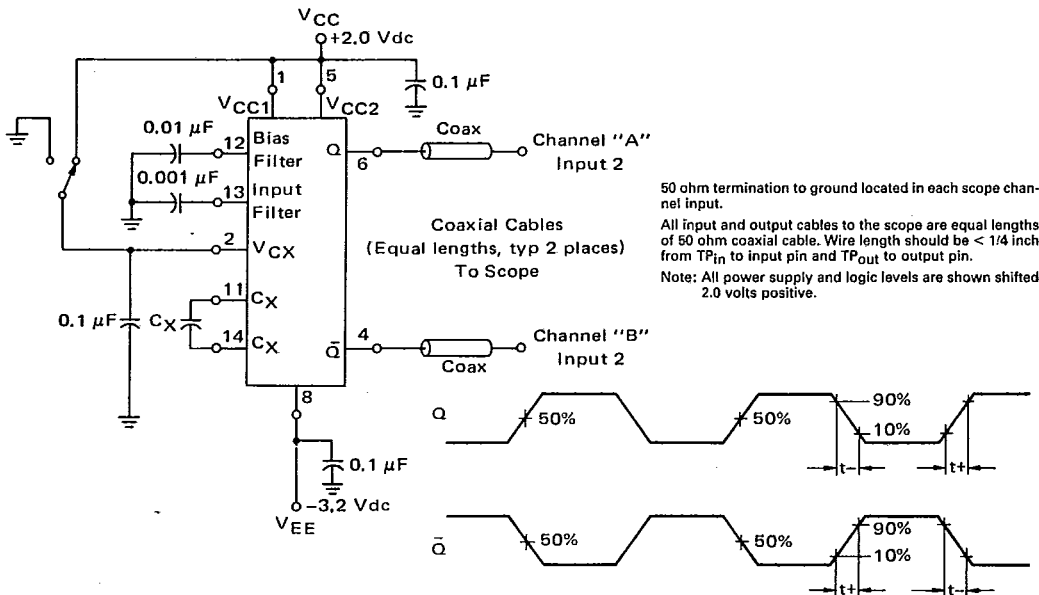 VCC
+2.0 Vdc
1
5
0.1 µF
VCC1
VCC2
0.01 µF
12
Bias
Filter
Q
6
Coax
Channel "A"
Input 2
0.001 µF
13
Input
Filter
2
VCX
Coaxial Cables
(Equal lengths, typ 2 places)
To Scope
11
CX
0.1 µF
CX
14
CX
Q̄
4
Coax
Channel "B"
Input 2
8
0.1 µF
-3.2 Vdc
VEE
50 ohm termination to ground located in each scope chan-
nel input.
All input and output cables to the scope are equal lengths
of 50 ohm coaxial cable. Wire length should be < 1/4 inch
from TPin to input pin and TPout to output pin.
Note: All power supply and logic levels are shown shifted
2.0 volts positive.
Q
50%
50%
90%
10%
t-
t+
Q̄
50%
50%
90%
10%
t+
t-